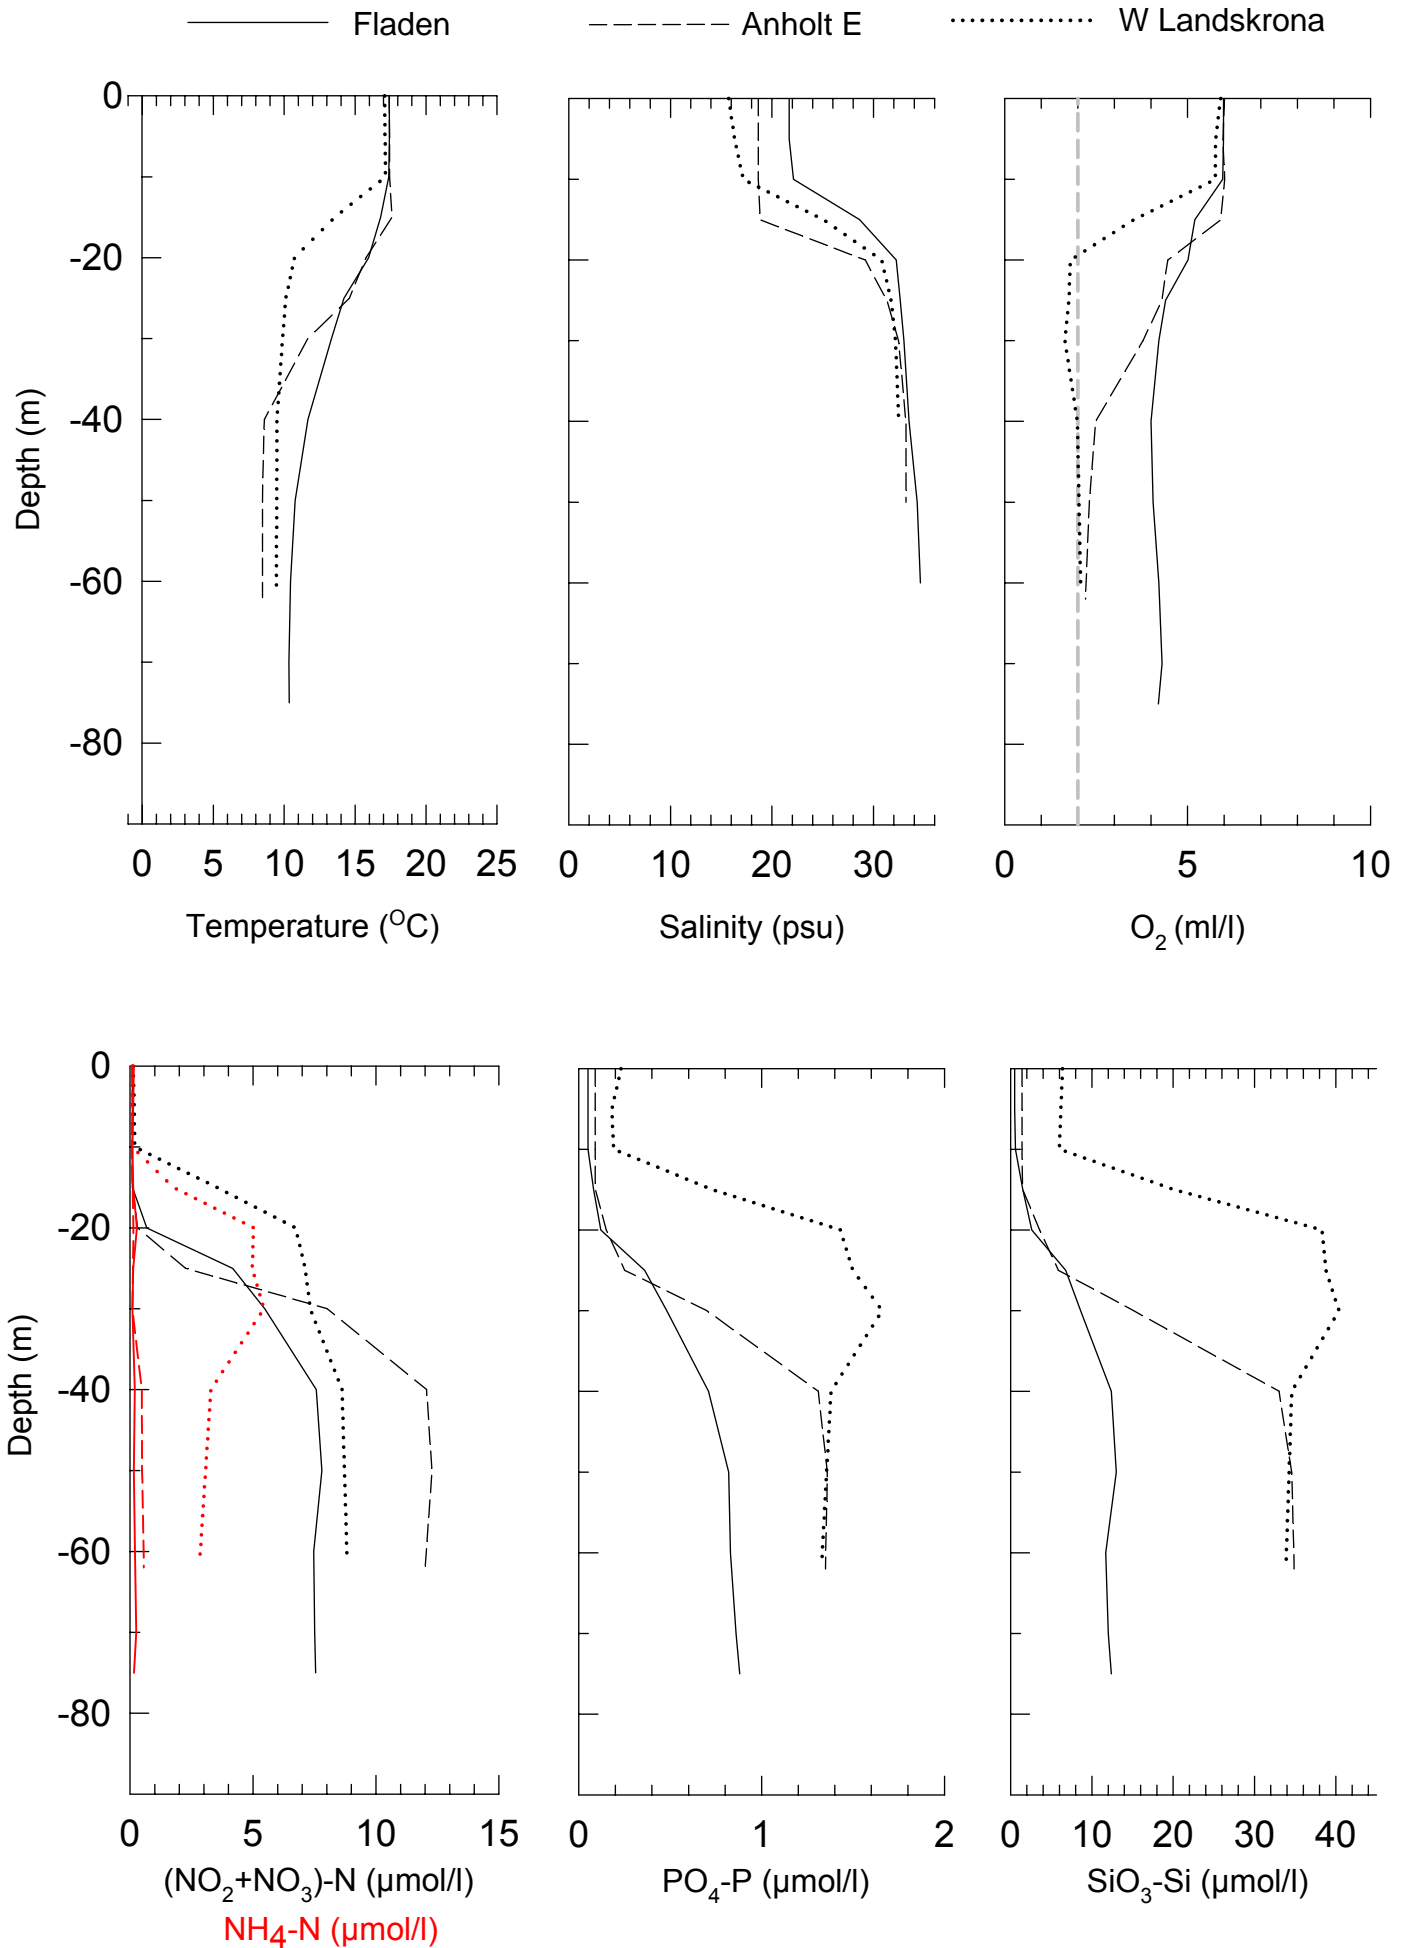 Fladen Anholt E W Landskrona
0
-20
-40
-60
-80
Depth (m)
0 5 10 15 20 25
0 10 20 30
0 5 10
Temperature (OC)
Salinity (psu)
O2 (ml/l)
0
-20
-40
-60
-80
Depth (m)
0 5 10 15
0 1 2
0 10 20 30 40
(NO2+NO3)-N (µmol/l)
PO4-P (µmol/l)
SiO3-Si (µmol/l)
NH4-N (µmol/l)